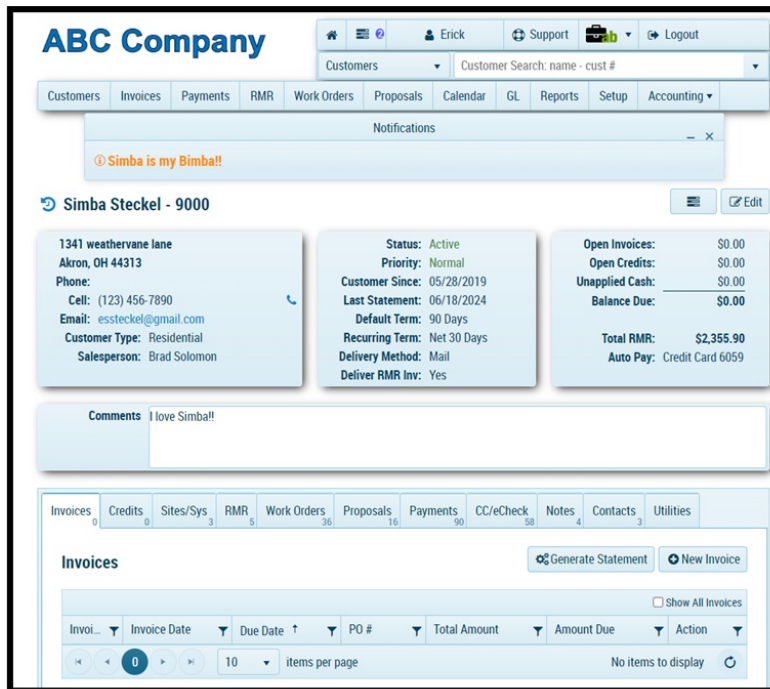 ABC Company
Erick Support ab Logout
Customers Customer Search: name - cust #
Customers Invoices Payments RMR Work Orders Proposals Calendar GL Reports Setup Accounting
Notifications
Simba is my Bimba!!
Simba Steckel - 9000
Edit
1341 weathervane lane
Akron, OH 44313
Phone:
Cell: (123) 456-7890
Email: essteckel@gmail.com
Customer Type: Residential
Salesperson: Brad Solomon
Status: Active
Priority: Normal
Customer Since: 05/28/2019
Last Statement: 06/18/2024
Default Term: 90 Days
Recurring Term: Net 30 Days
Delivery Method: Mail
Deliver RMR Inv: Yes
Open Invoices: $0.00
Open Credits: $0.00
Unapplied Cash: $0.00
Balance Due: $0.00
Total RMR: $2,355.90
Auto Pay: Credit Card 6059
Comments I love Simba!!
Invoices 0 Credits 0 Sites/Sys 3 RMR 5 Work Orders 36 Proposals 16 Payments 90 CC/eCheck 58 Notes 4 Contacts 3 Utilities
Invoices Generate Statement New Invoice
Show All Invoices
Invoi... Invoice Date Due Date PO # Total Amount Amount Due Action
0 10 items per page No items to display